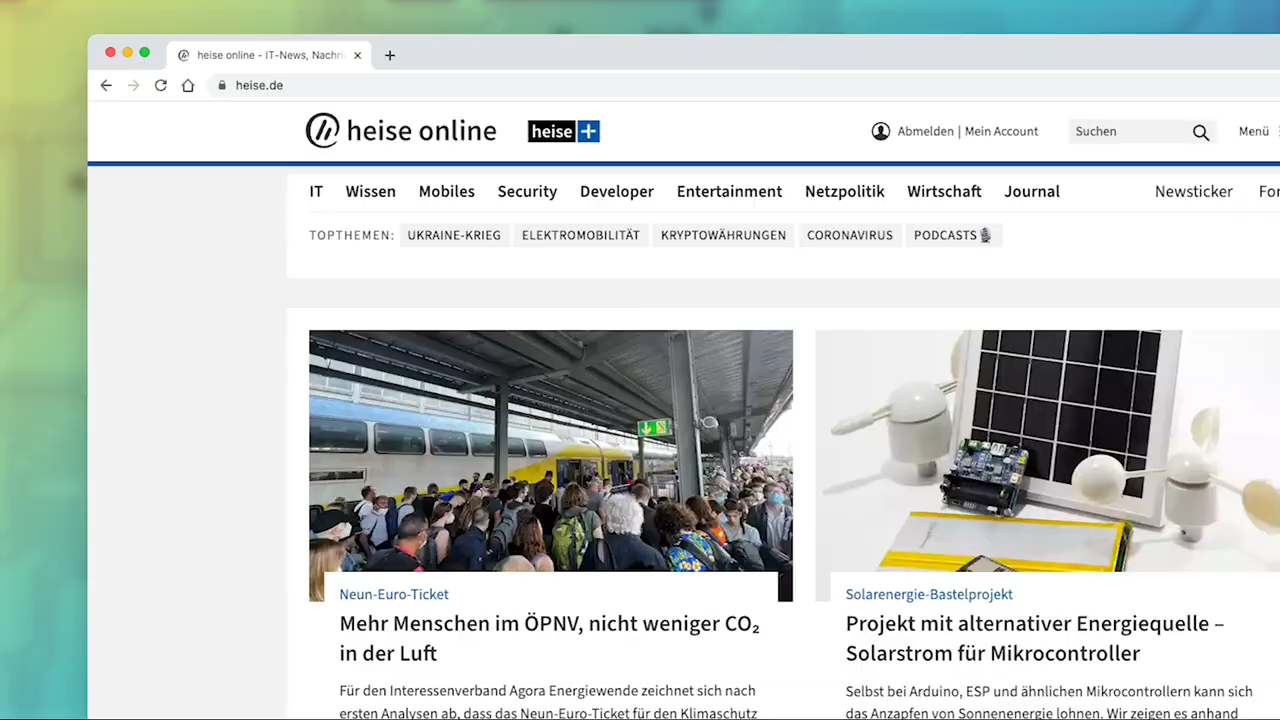 heise online - IT-News, Nachri
heise.de
heise online heise+ Abmelden | Mein Account Suchen Menü
IT Wissen Mobiles Security Developer Entertainment Netzpolitik Wirtschaft Journal Newsticker For
TOPTHEMEN: UKRAINE-KRIEG ELEKTROMOBILITÄT KRYPTOWÄHRUNGEN CORONAVIRUS PODCASTS
Neun-Euro-Ticket
Mehr Menschen im ÖPNV, nicht weniger CO₂
in der Luft
Für den Interessenverband Agora Energiewende zeichnet sich nach
ersten Analysen ab, dass das Neun-Euro-Ticket für den Klimaschutz
Solarenergie-Bastelprojekt
Projekt mit alternativer Energiequelle –
Solarstrom für Mikrocontroller
Selbst bei Arduino, ESP und ähnlichen Mikrocontrollern kann sich
das Anzapfen von Sonnenenergie lohnen. Wir zeigen es anhand